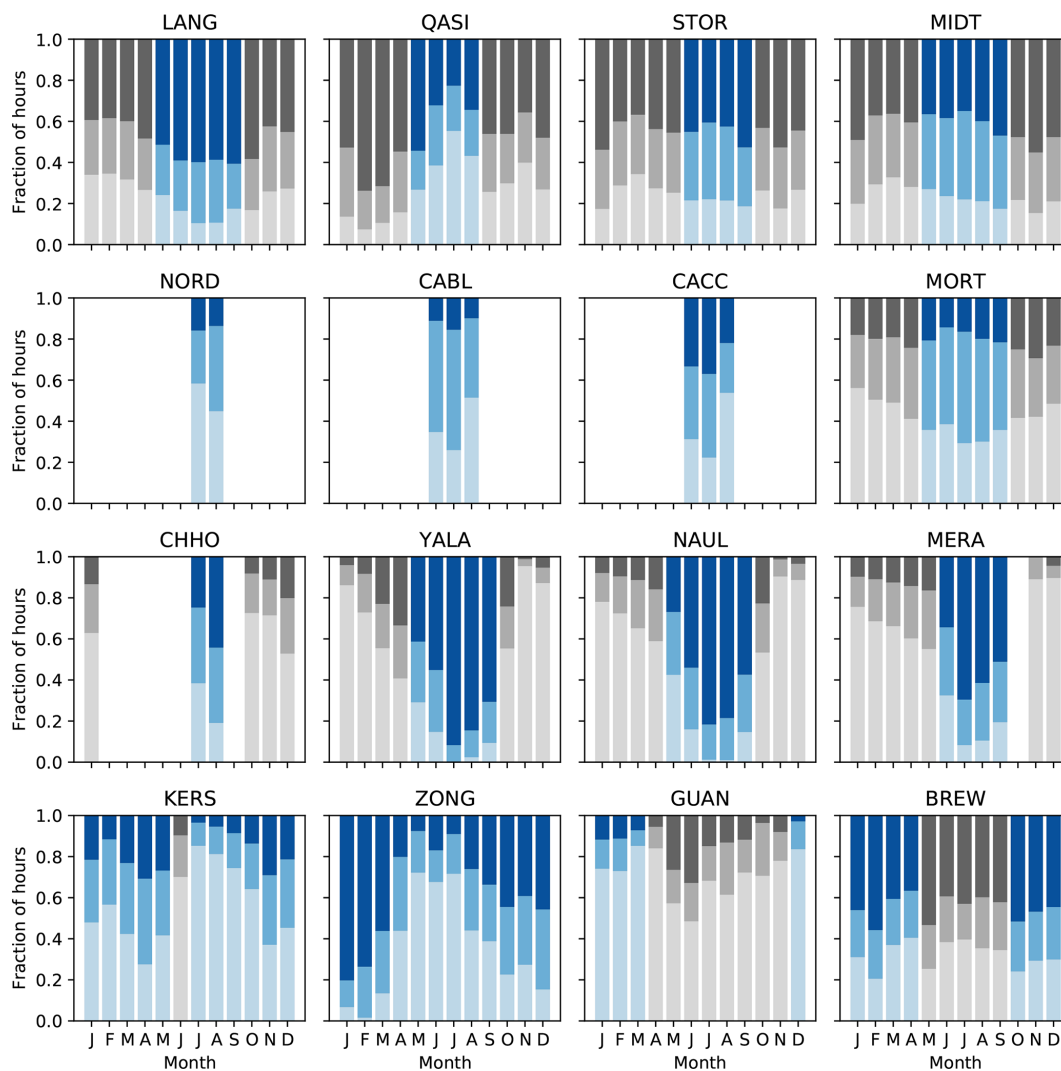 LANG QASI STOR MIDT
Fraction of hours
1.0
0.8
0.6
0.4
0.2
0.0
NORD CABL CACC MORT
Fraction of hours
1.0
0.8
0.6
0.4
0.2
0.0
CHHO YALA NAUL MERA
Fraction of hours
1.0
0.8
0.6
0.4
0.2
0.0
KERS ZONG GUAN BREW
Fraction of hours
1.0
0.8
0.6
0.4
0.2
0.0
J F M A M J J A S O N D J F M A M J J A S O N D J F M A M J J A S O N D J F M A M J J A S O N D
Month Month Month Month